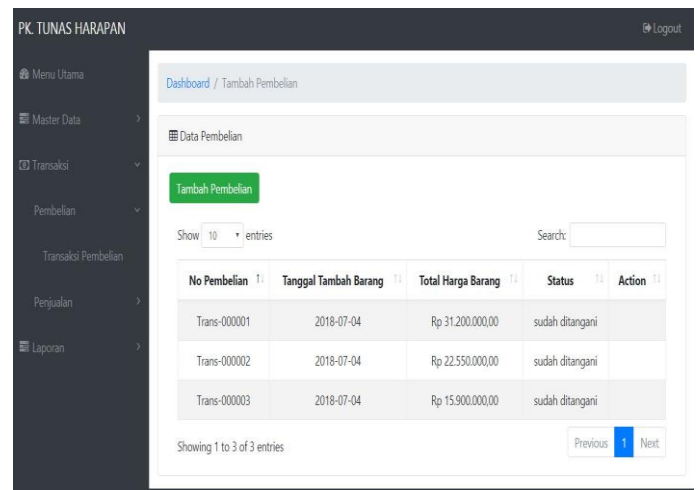 PK. TUNAS HARAPAN
Logout
Menu Utama
Master Data
Transaksi
Pembelian
Transaksi Pembelian
Penjualan
Laporan
Dashboard / Tambah Pembelian
Data Pembelian
Tambah Pembelian
Show 10 entries Search:
No Pembelian Tanggal Tambah Barang Total Harga Barang Status Action
Trans-000001 2018-07-04 Rp 31.200.000,00 sudah ditangani
Trans-000002 2018-07-04 Rp 22.550.000,00 sudah ditangani
Trans-000003 2018-07-04 Rp 15.900.000,00 sudah ditangani
Showing 1 to 3 of 3 entries Previous 1 Next